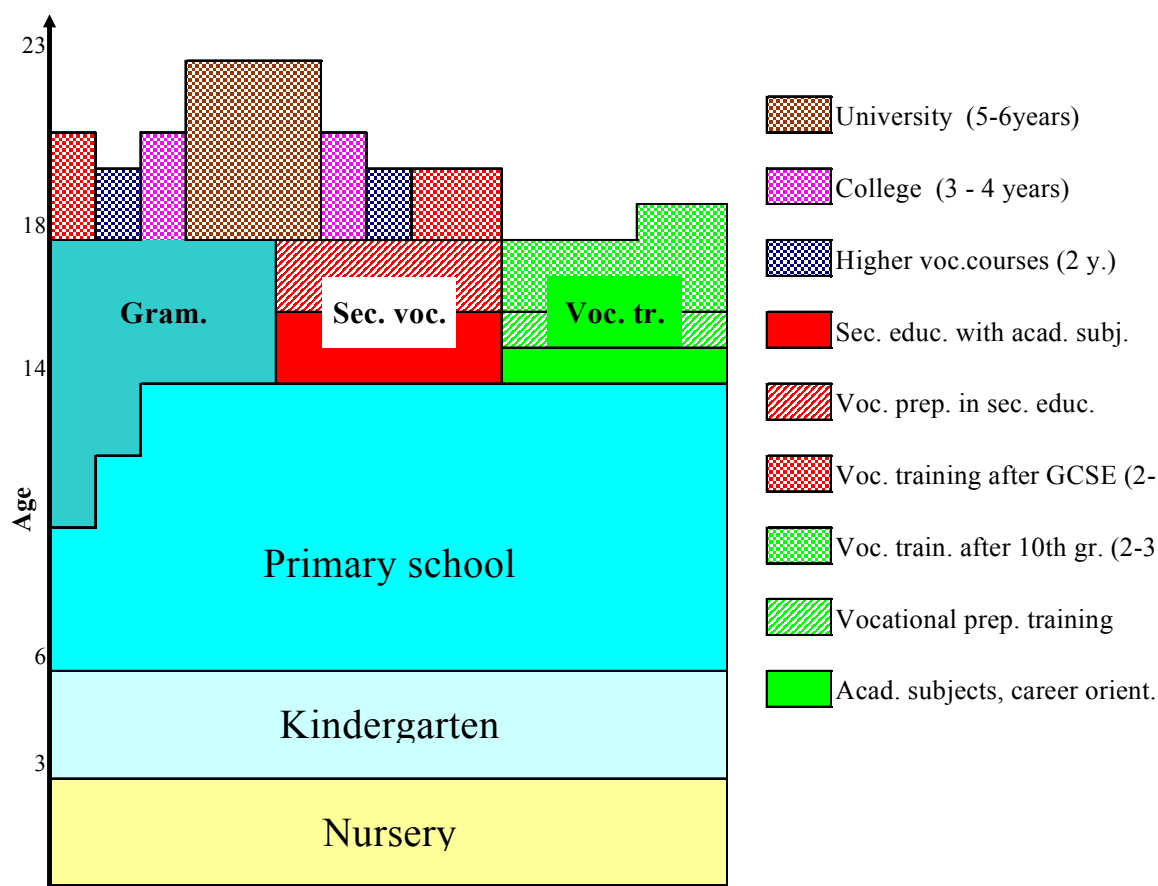 23
18
14
6
3
Age
Gram.
Sec. voc.
Voc. tr.
Primary school
Kindergarten
Nursery
University (5-6years)
College (3 - 4 years)
Higher voc.courses (2 y.)
Sec. educ. with acad. subj.
Voc. prep. in sec. educ.
Voc. training after GCSE (2-
Voc. train. after 10th gr. (2-3
Vocational prep. training
Acad. subjects, career orient.